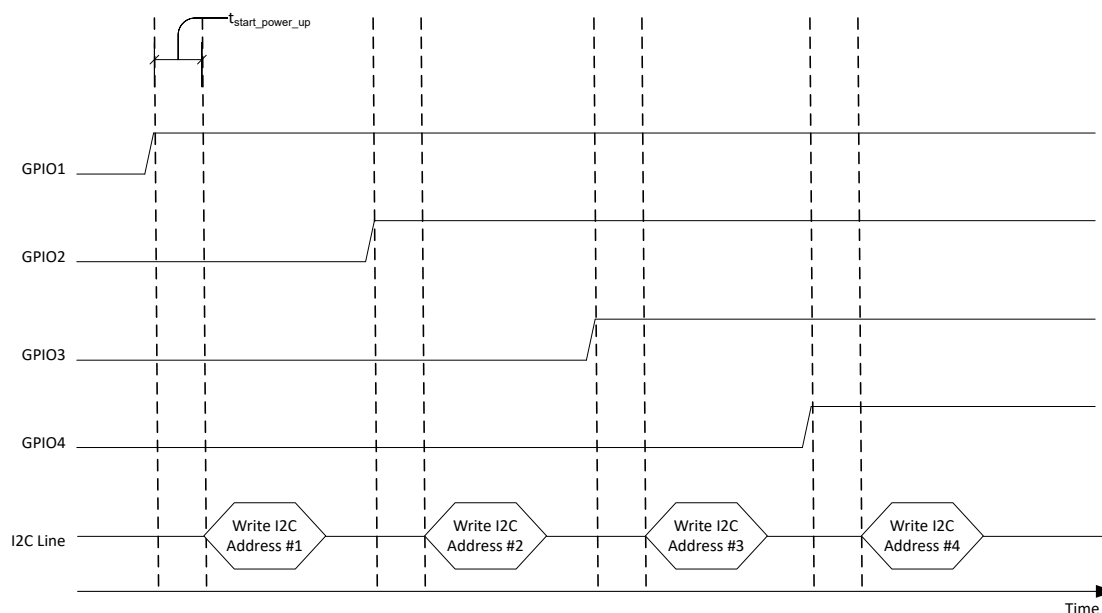 tstart_power_up
GPIO1
GPIO2
GPIO3
GPIO4
I2C Line
Write I2C
Address #1
Write I2C
Address #2
Write I2C
Address #3
Write I2C
Address #4
Time